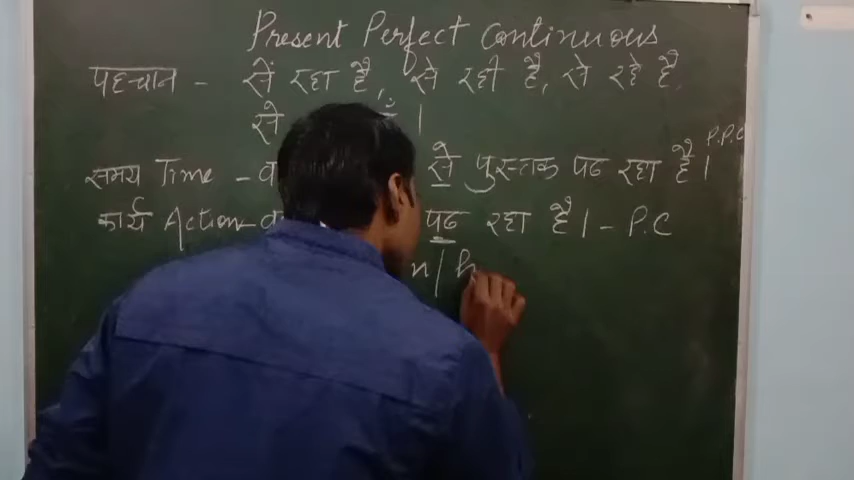 Present Perfect Continuous
पहचान - से रहा है, से रही है, से रहे हैं,
से
समय Time - से पुस्तक पढ रहा है। P.P.C
कार्य Action - पढ रहा है। - P.C
n/h